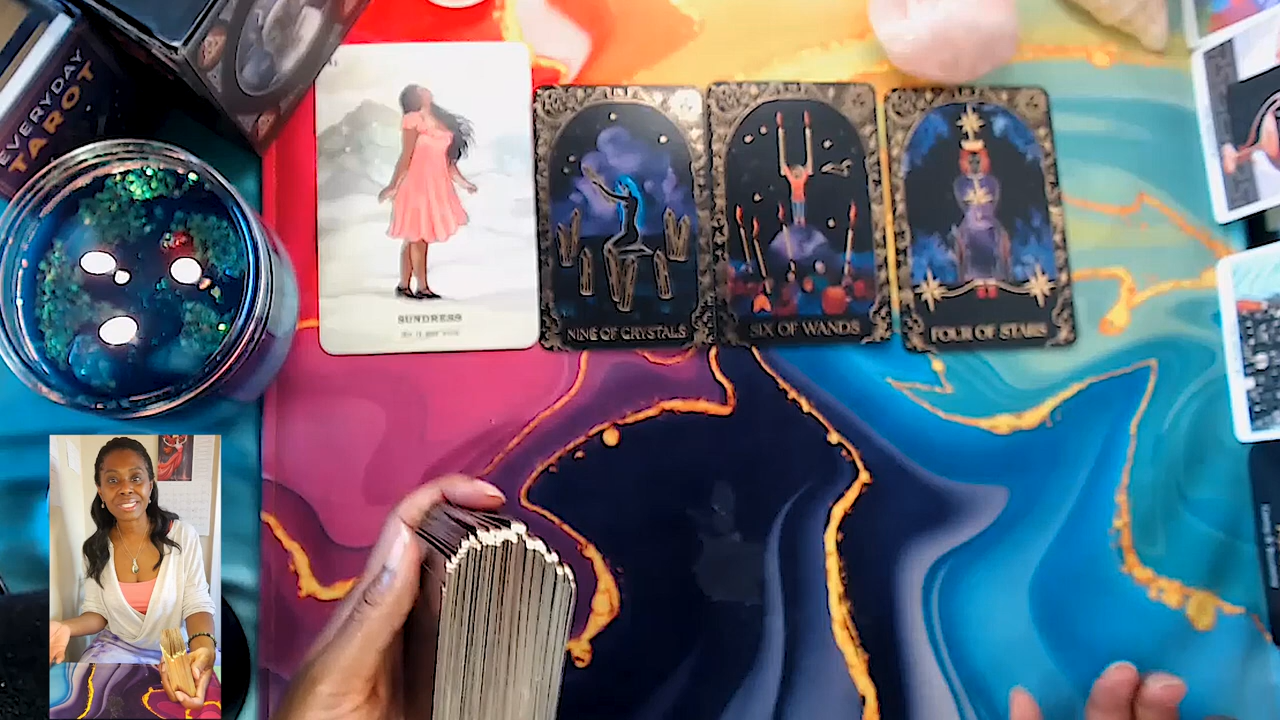 EVERYDAY
TAROT
SUNDRESS
NINE OF CRYSTALS
SIX OF WANDS
FOUR OF STARS